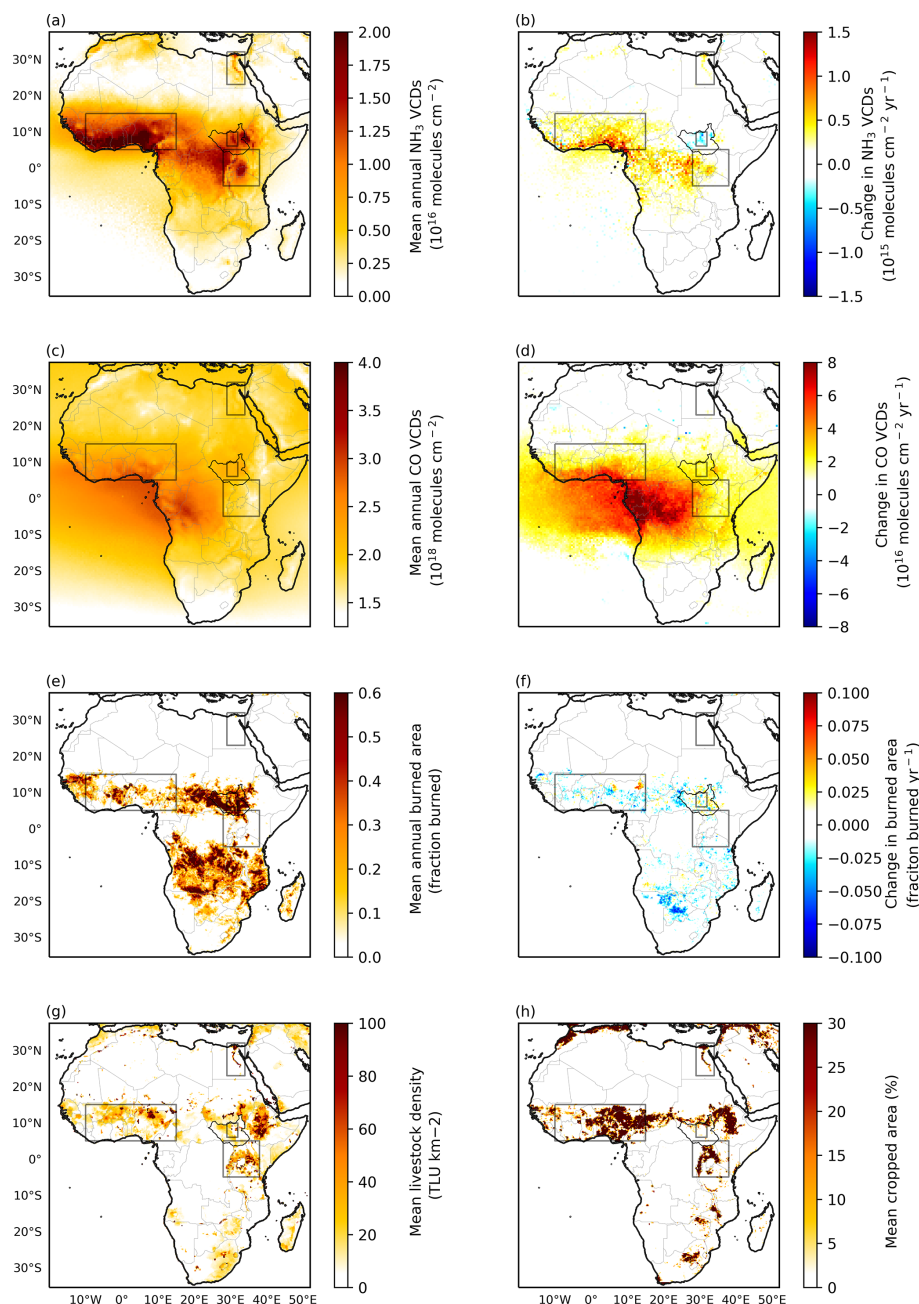 (a)
(b)
30°N
20°N
10°N
0°
10°S
20°S
30°S
2.00
1.75
1.50
1.25
1.00
0.75
0.50
0.25
0.00
Mean annual NH3 VCDs
(10^16 molecules cm−2)
1.5
1.0
0.5
0.0
−0.5
−1.0
−1.5
Change in NH3 VCDs
(10^15 molecules cm−2 yr−1)
(c)
(d)
30°N
20°N
10°N
0°
10°S
20°S
30°S
4.0
3.5
3.0
2.5
2.0
1.5
Mean annual CO VCDs
(10^18 molecules cm−2)
8
6
4
2
0
−2
−4
−6
−8
Change in CO VCDs
(10^16 molecules cm−2 yr−1)
(e)
(f)
30°N
20°N
10°N
0°
10°S
20°S
30°S
0.6
0.5
0.4
0.3
0.2
0.1
0.0
Mean annual burned area
(fraction burned)
0.100
0.075
0.050
0.025
0.000
−0.025
−0.050
−0.075
−0.100
Change in burned area
(fraciton burned yr−1)
(g)
(h)
30°N
20°N
10°N
0°
10°S
20°S
30°S
10°W
0°
10°E
20°E
30°E
40°E
50°E
100
80
60
40
20
0
Mean livestock density
(TLU km−2)
10°W
0°
10°E
20°E
30°E
40°E
50°E
30
25
20
15
10
5
0
Mean cropped area (%)